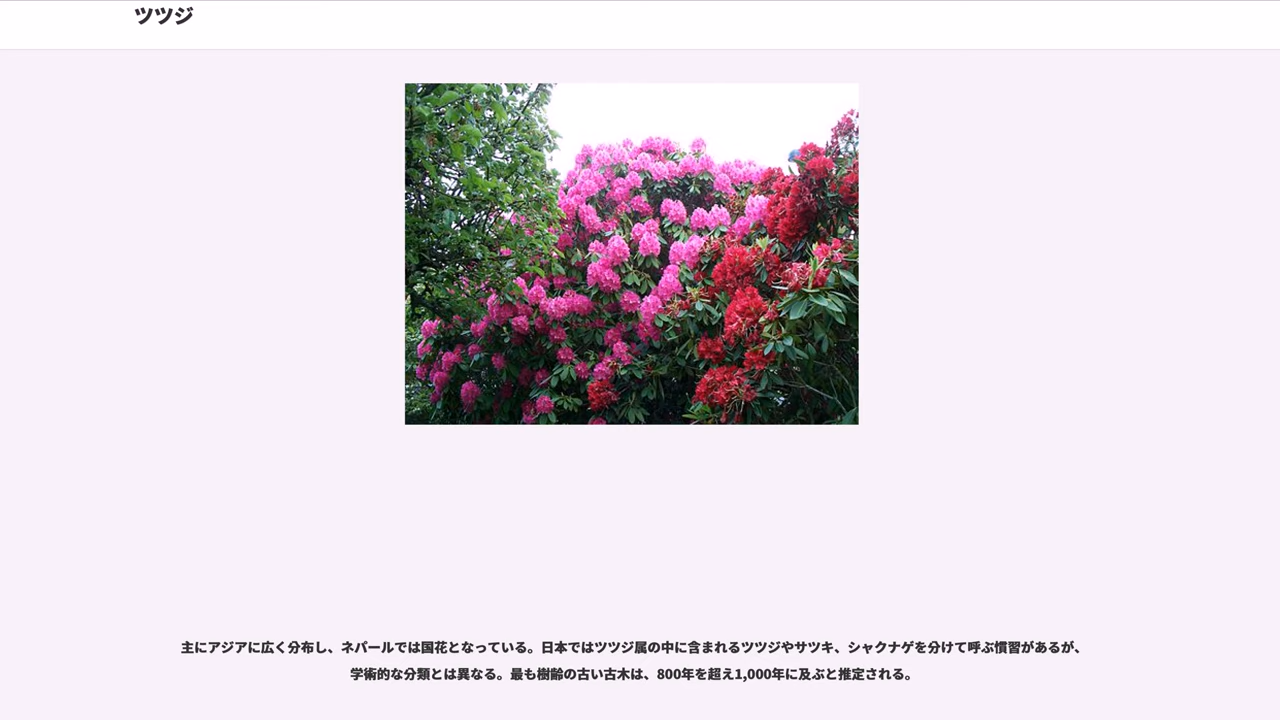 ツツジ
主にアジアに広く分布し、ネパールでは国花となっている。日本ではツツジ属の中に含まれるツツジやサツキ、シャクナゲを分けて呼ぶ慣習があるが、
学術的な分類とは異なる。最も樹齢の古い古木は、800年を超え1,000年に及ぶと推定される。